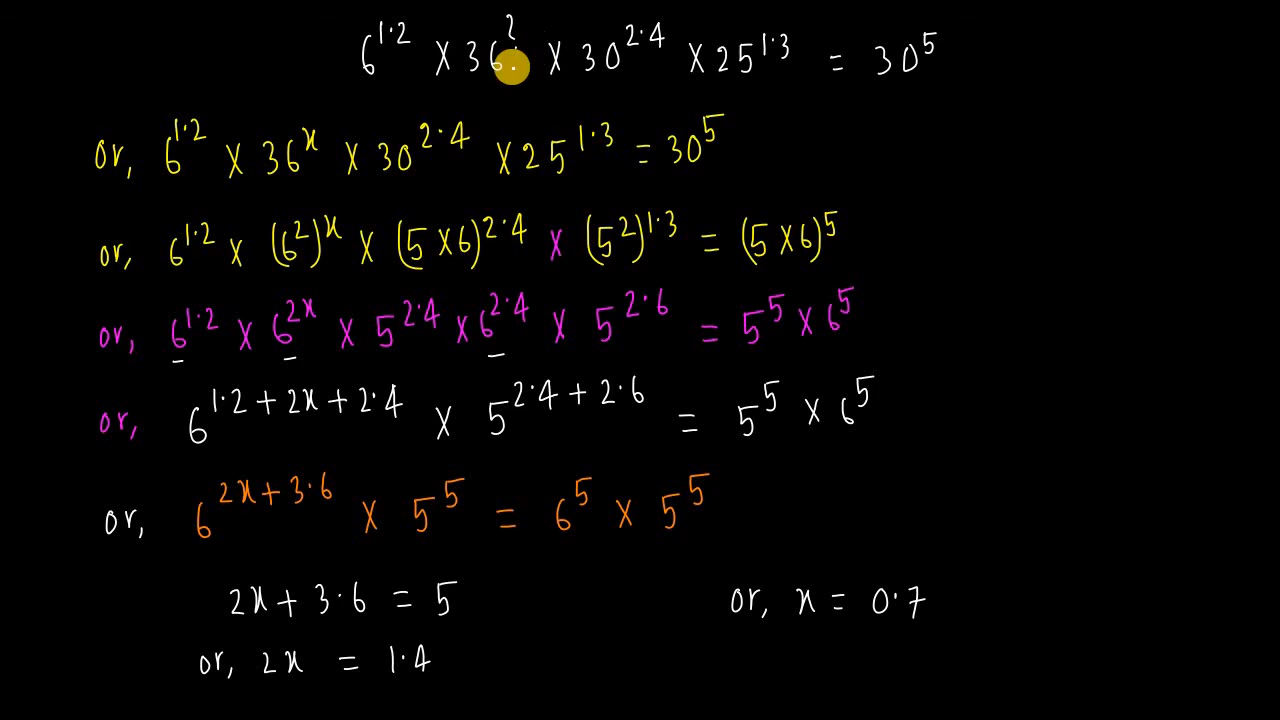 6^1·2 × 36^? × 30^2·4 × 25^1·3 = 30^5
or, 6^1·2 × 36^x × 30^2·4 × 25^1·3 = 30^5
or, 6^1·2 × (6^2)^x × (5×6)^2·4 × (5^2)^1·3 = (5×6)^5
or, 6^1·2 × 6^2x × 5^2·4 × 6^2·4 × 5^2·6 = 5^5 × 6^5
or, 6^1·2+2x+2·4 × 5^2·4+2·6 = 5^5 × 6^5
or, 6^2x+3·6 × 5^5 = 6^5 × 5^5
2x+3·6 = 5
or, 2x = 1·4
or, x = 0·7